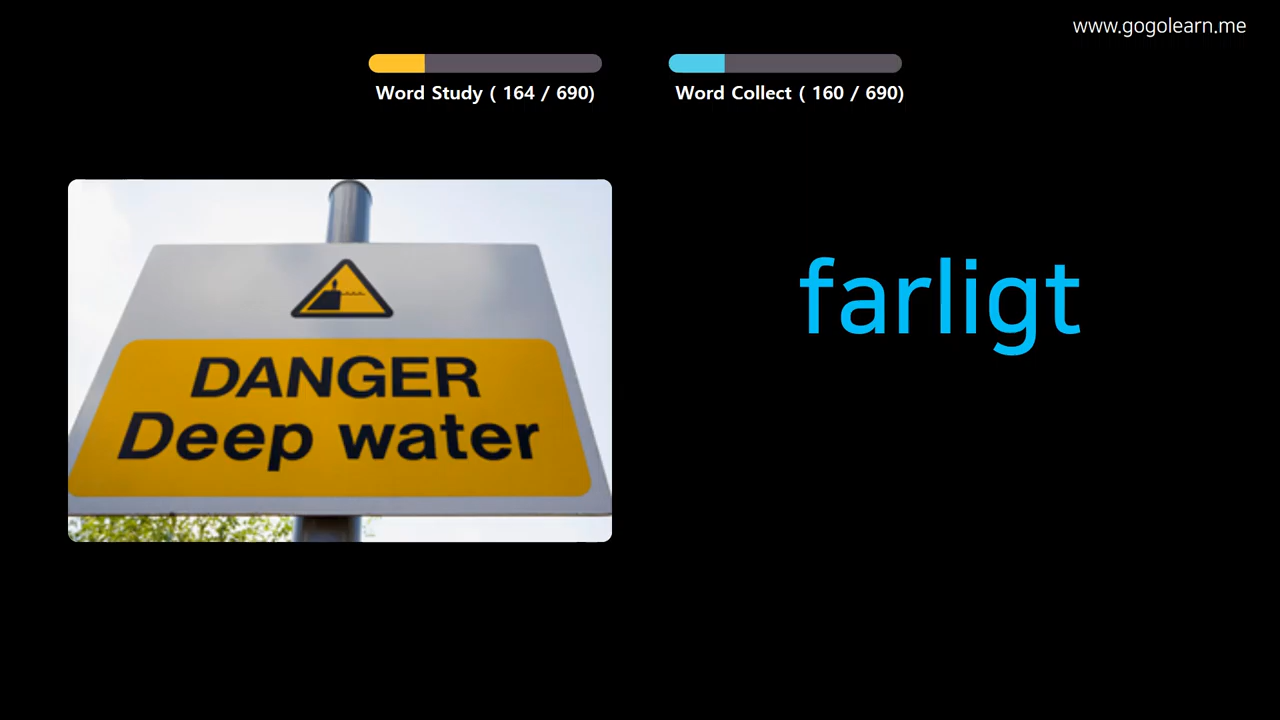 www.gogolearn.me
Word Study ( 164 / 690)
Word Collect ( 160 / 690)
DANGER
Deep water
farligt